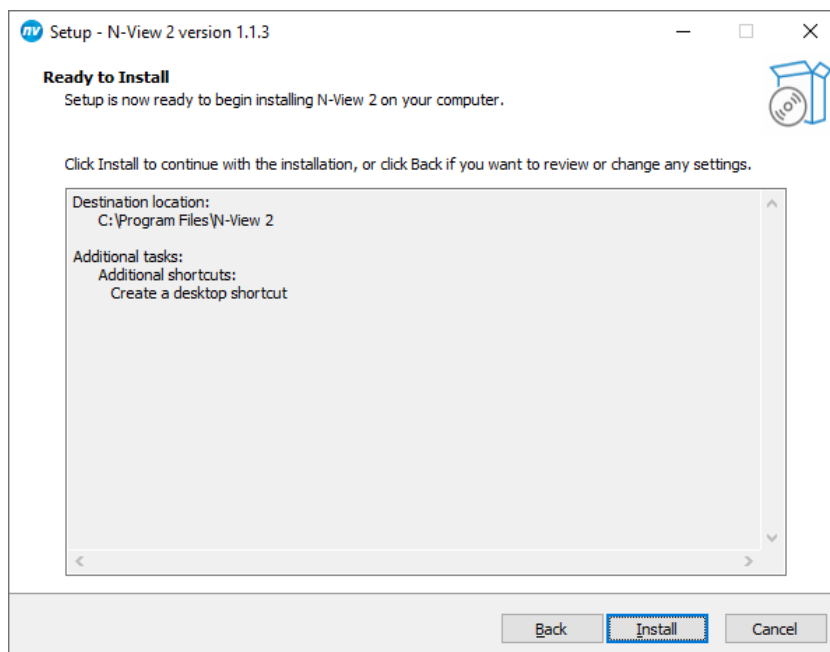 nv Setup - N-View 2 version 1.1.3
Ready to Install
Setup is now ready to begin installing N-View 2 on your computer.
Click Install to continue with the installation, or click Back if you want to review or change any settings.
Destination location:
C:\Program Files\N-View 2
Additional tasks:
Additional shortcuts:
Create a desktop shortcut
Back Install Cancel